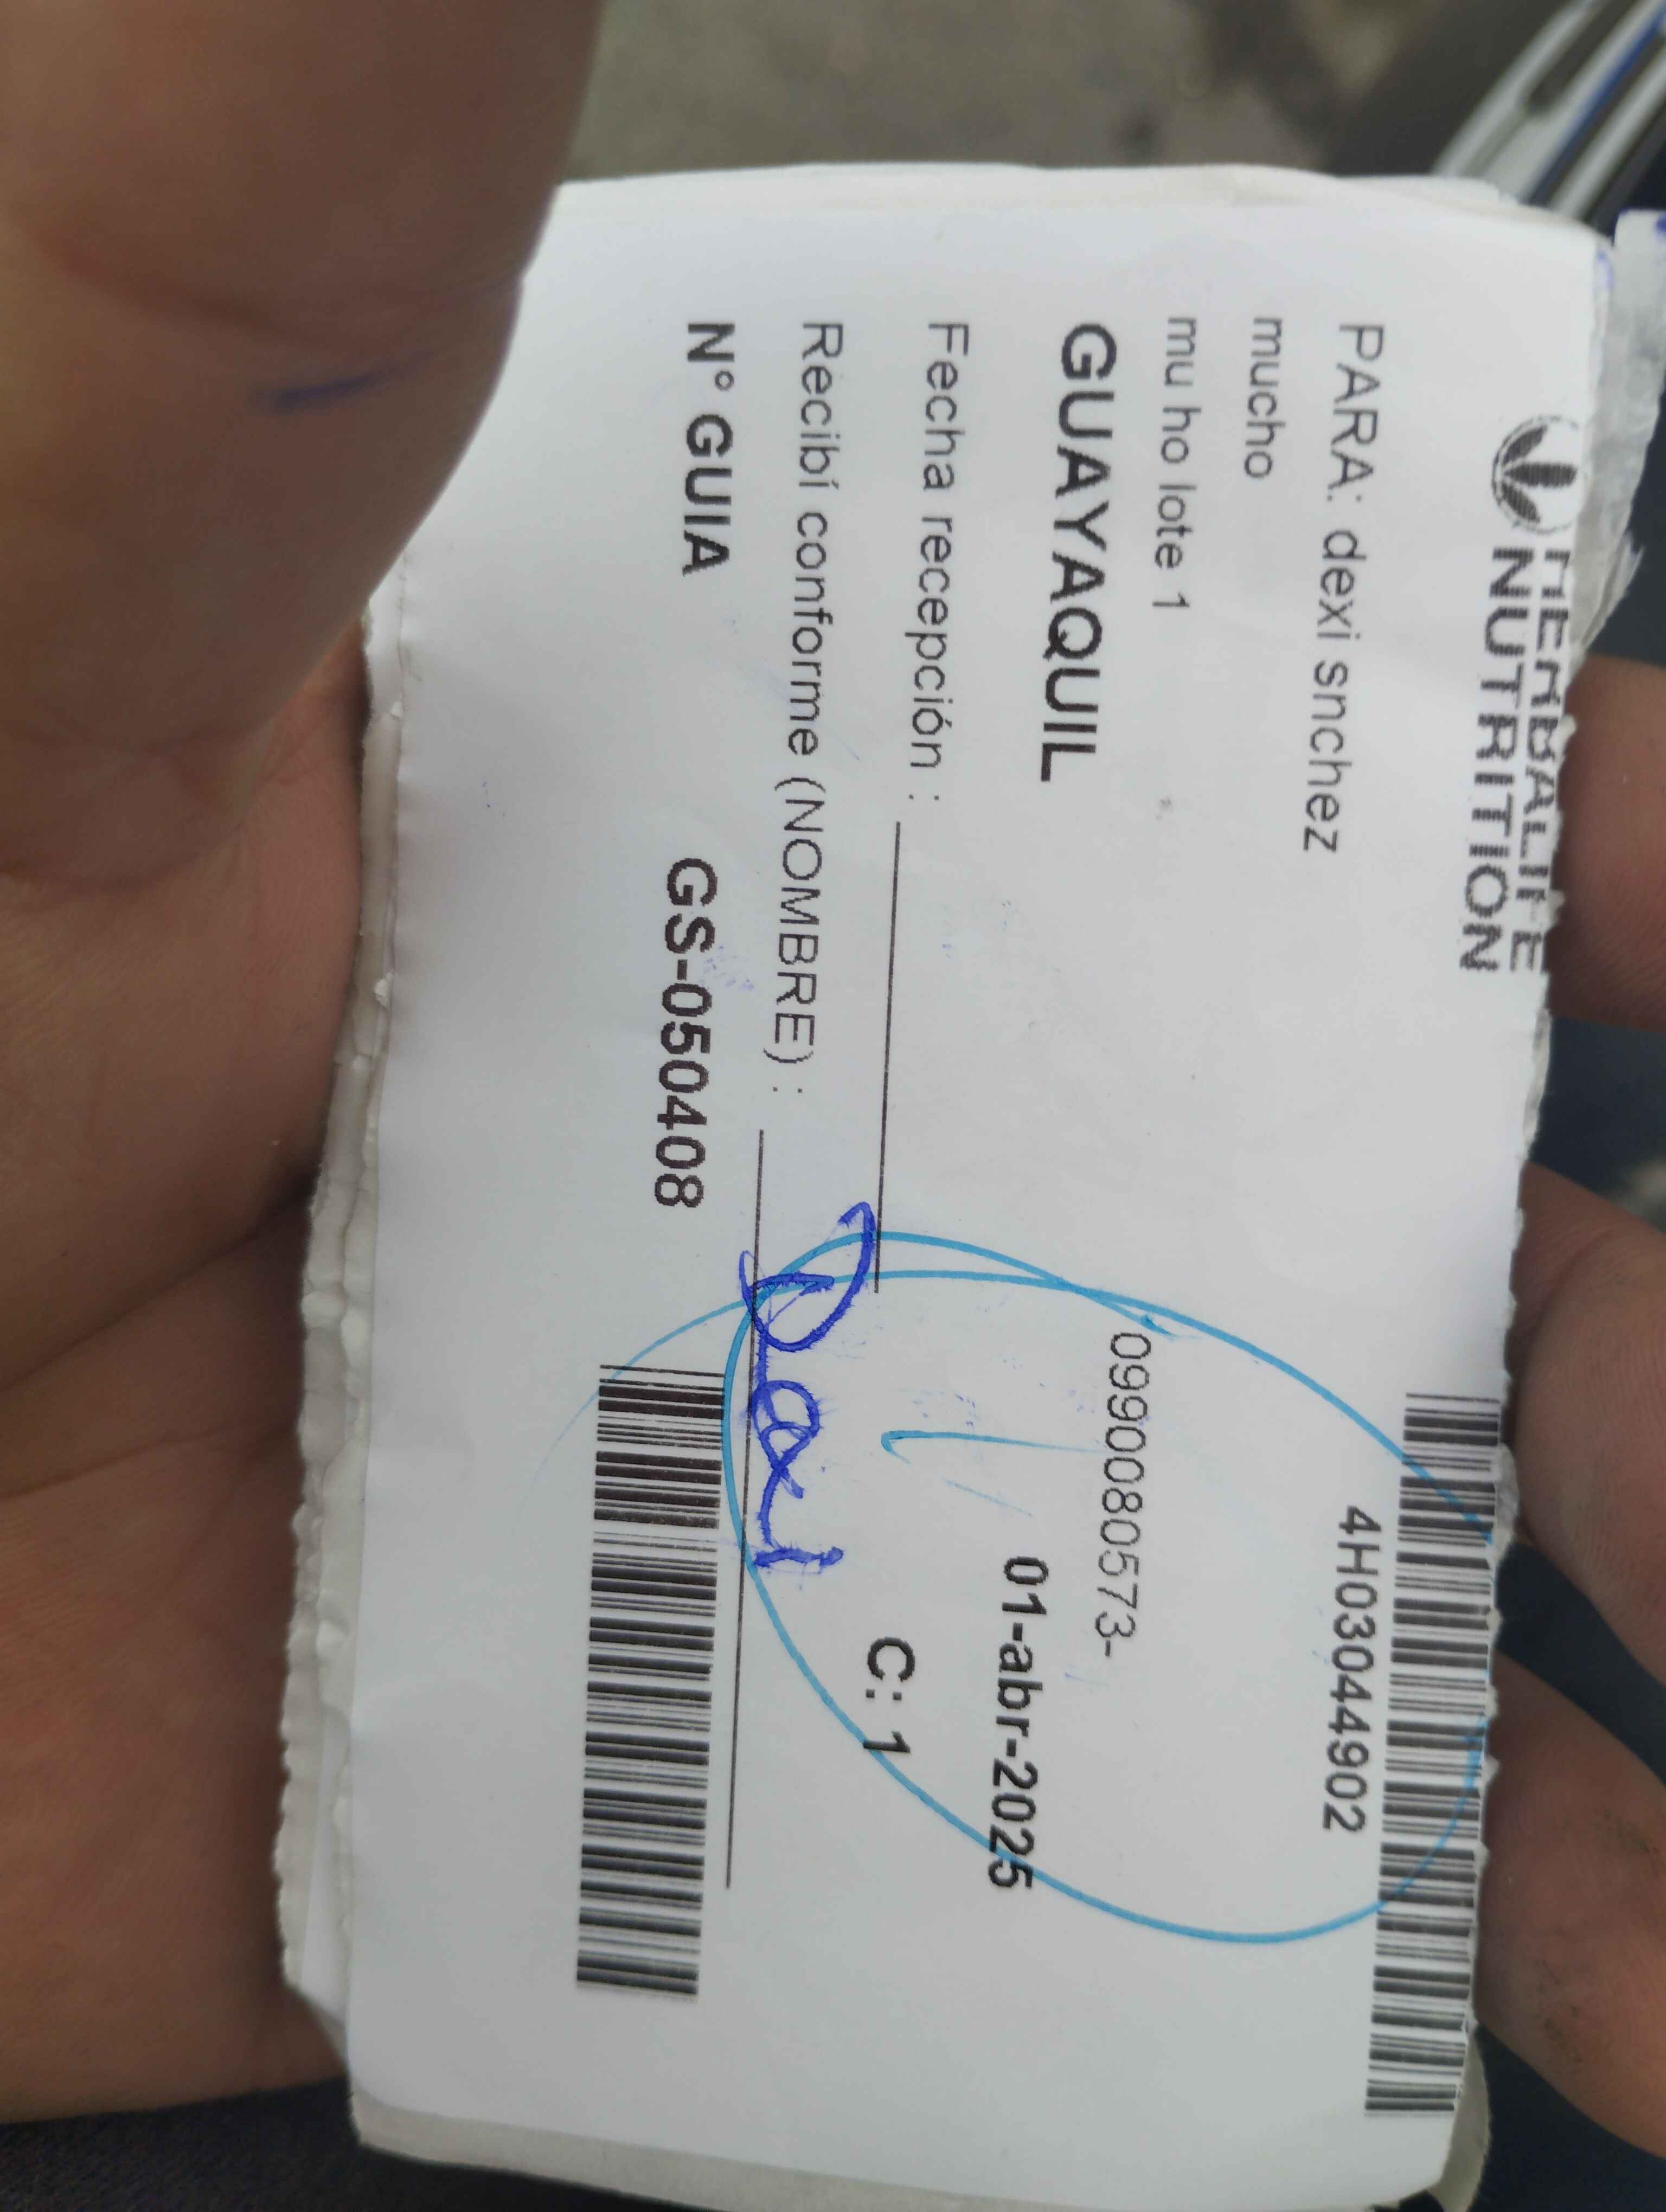 HERBALIFE
NUTRITION
PARA: dexi snchez
4H03044902
mucho
mu ho lote 1
0990080573-
GUAYAQUIL
01-abr-2025
Fecha recepción :
C: 1
Recibí conforme (NOMBRE) :
N° GUIA GS-050408